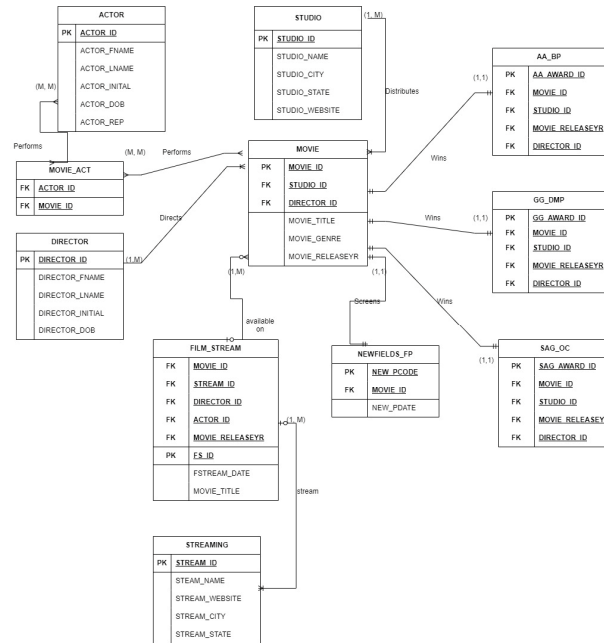 ACTOR
PK ACTOR_ID
ACTOR_FNAME
ACTOR_LNAME
ACTOR_INITAL
ACTOR_DOB
ACTOR_REP
(M, M)
Performs
MOVIE_ACT
FK ACTOR_ID
FK MOVIE_ID
(M, M)
Performs
DIRECTOR
PK DIRECTOR_ID
DIRECTOR_FNAME
DIRECTOR_LNAME
DIRECTOR_INITIAL
DIRECTOR_DOB
(1,M)
Directs
STUDIO
PK STUDIO_ID
STUDIO_NAME
STUDIO_CITY
STUDIO_STATE
STUDIO_WEBSITE
(1, M)
Distributes
MOVIE
PK MOVIE_ID
FK STUDIO_ID
FK DIRECTOR_ID
MOVIE_TITLE
MOVIE_GENRE
MOVIE_RELEASEYR
(1,M)
(1,1)
available
on
Screens
Wins
(1,1)
AA_BP
PK AA_AWARD_ID
FK MOVIE_ID
FK STUDIO_ID
FK MOVIE_RELEASEYR
FK DIRECTOR_ID
Wins
(1,1)
GG_DMP
PK GG_AWARD_ID
FK MOVIE_ID
FK STUDIO_ID
FK MOVIE_RELEASEYR
FK DIRECTOR_ID
Wins
(1,1)
SAG_OC
PK SAG_AWARD_ID
FK MOVIE_ID
FK STUDIO_ID
FK MOVIE_RELEASEY
FK DIRECTOR_ID
FILM_STREAM
FK MOVIE_ID
FK STREAM_ID
FK DIRECTOR_ID
FK ACTOR_ID
FK MOVIE_RELEASEYR
PK FS_ID
FSTREAM_DATE
MOVIE_TITLE
(1, M)
stream
NEWFIELDS_FP
PK NEW_PCODE
FK MOVIE_ID
NEW_PDATE
STREAMING
PK STREAM_ID
STEAM_NAME
STREAM_WEBSITE
STREAM_CITY
STREAM_STATE